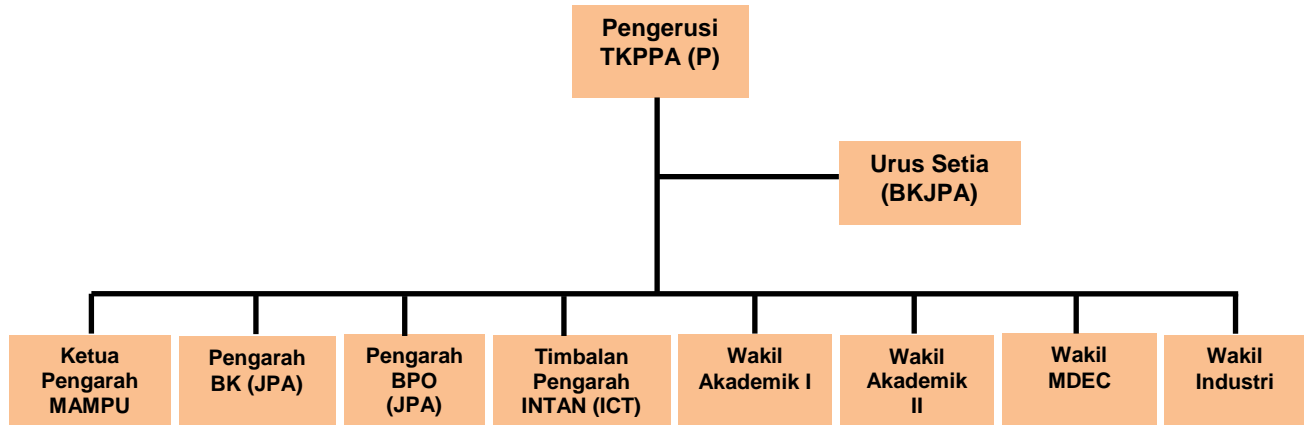 Pengerusi
TKPPA (P)
Urus Setia
(BKJPA)
Ketua
Pengarah
MAMPU
Pengarah
BK (JPA)
Pengarah
BPO
(JPA)
Timbalan
Pengarah
INTAN (ICT)
Wakil
Akademik I
Wakil
Akademik
II
Wakil
MDEC
Wakil
Industri